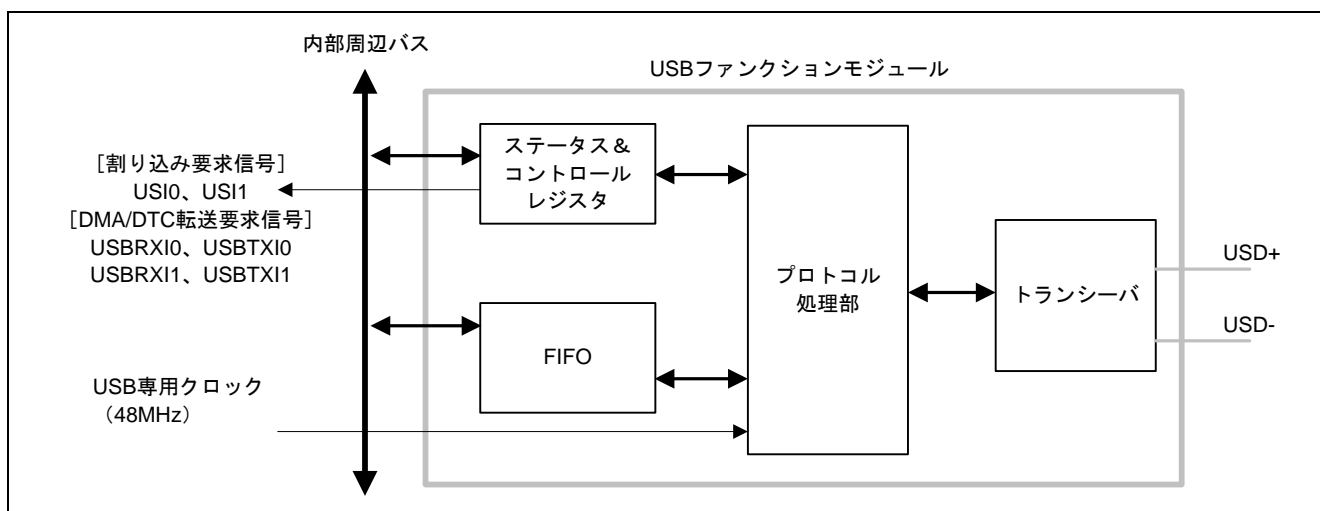 内部周辺バス
USBファンクションモジュール
［割り込み要求信号］
USI0、USI1
［DMA/DTC転送要求信号］
USBRXI0、USBTXI0
USBRXI1、USBTXI1
ステータス＆
コントロール
レジスタ
FIFO
USB専用クロック
（48MHz）
プロトコル
処理部
トランシーバ
USD+
USD-